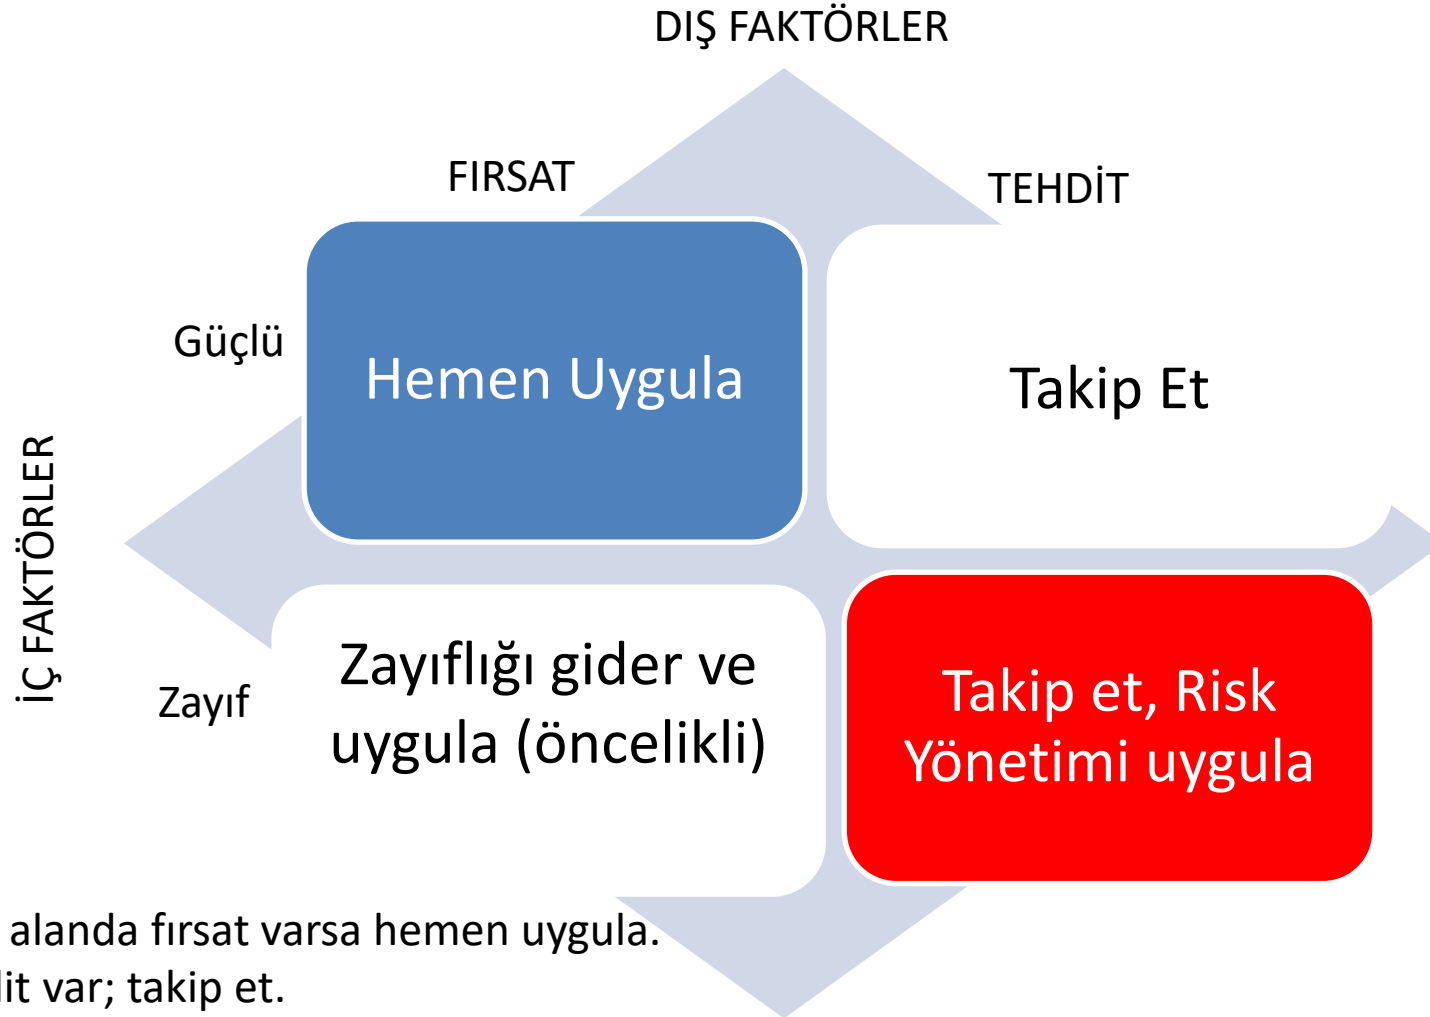 DIŞ FAKTÖRLER
FIRSAT
TEHDİT
Güçlü
Hemen Uygula
Takip Et
İÇ FAKTÖRLER
Zayıf
Zayıflığı gider ve
uygula (öncelikli)
Takip et, Risk
Yönetimi uygula
alanda fırsat varsa hemen uygula.
var; takip et.